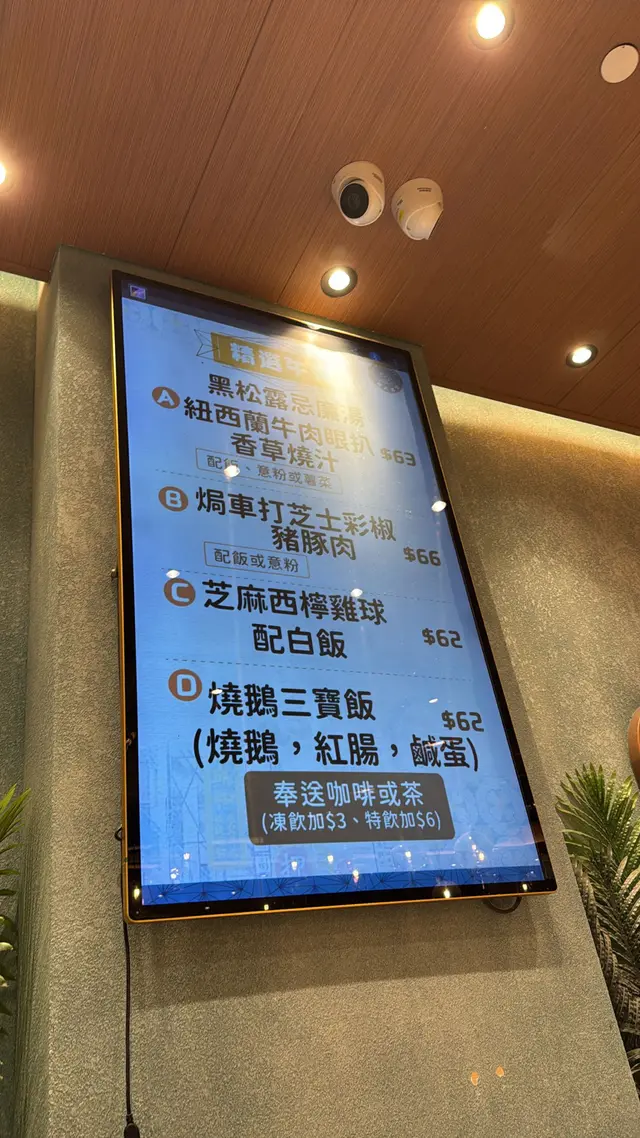 精選
A
黑松露忌廉湯
紐西蘭牛肉眼扒
香草燒汁 $63
配飯、意粉或薯菜
B
焗車打芝士彩椒
豬豚肉 $66
配飯或意粉
C
芝麻西檸雞球
配白飯 $62
D
燒鵝三寶飯 $62
(燒鵝，紅腸，鹹蛋)
奉送咖啡或茶
(凍飲加$3、特飲加$6)